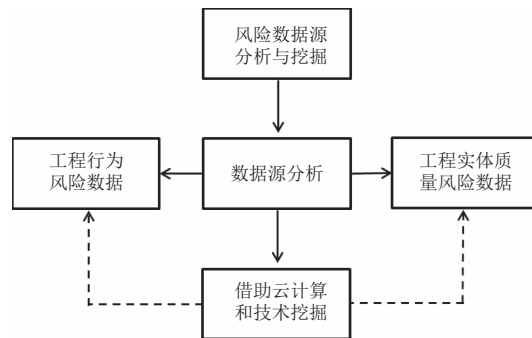 风险数据源
分析与挖掘
工程行为
风险数据
数据源分析
工程实体质
量风险数据
借助云计算
和技术挖掘